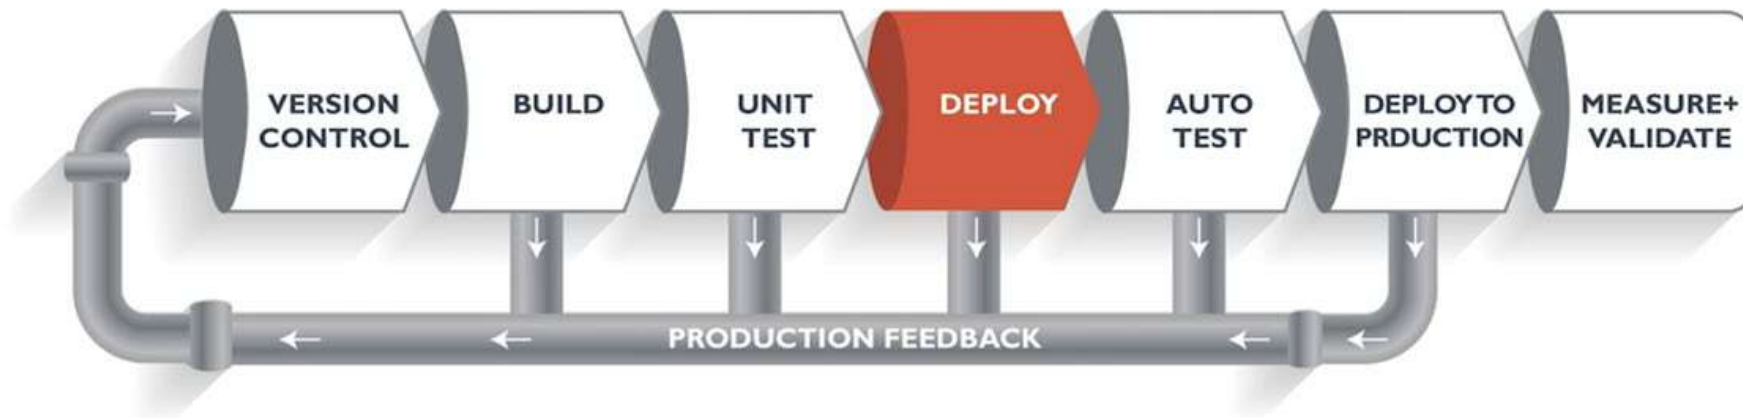 VERSION
CONTROL
BUILD
UNIT
TEST
DEPLOY
AUTO
TEST
DEPLOY TO
PRDUCTION
MEASURE+
VALIDATE
PRODUCTION FEEDBACK